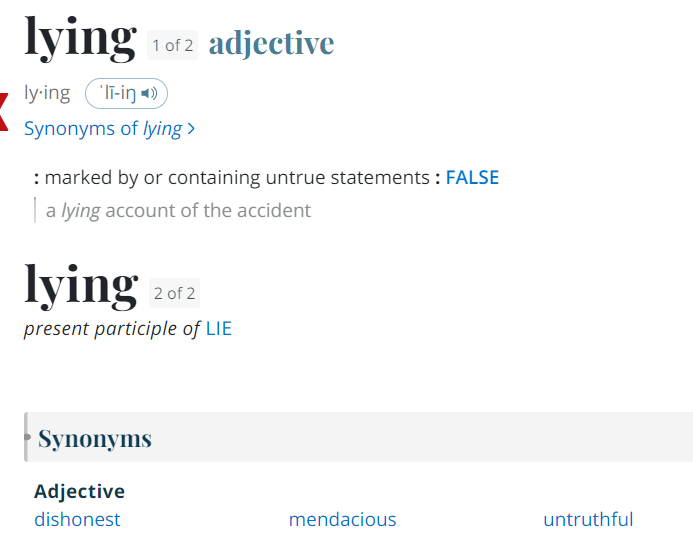 lying 1 of 2 adjective
ly·ing ˈlī-iŋ
Synonyms of lying
: marked by or containing untrue statements : FALSE
a lying account of the accident
lying 2 of 2
present participle of LIE
Synonyms
Adjective
dishonest mendacious untruthful